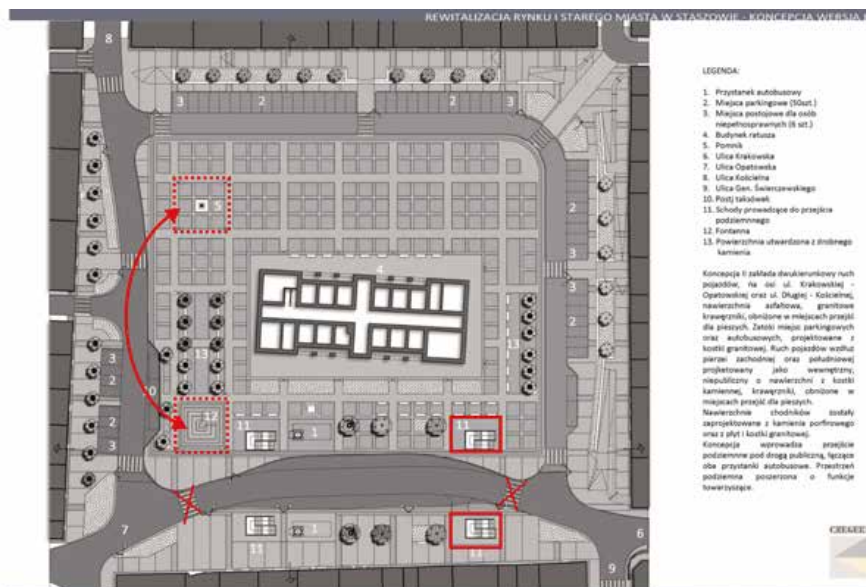 REWITALIZACJA RYNKU I STAREGO MIASTA W STASZOWIE - KONCEPCJA WERSJA
LEGENDA:
1. Przystanek autobusowy
2. Miejsca parkingowe (50szt.)
3. Miejsca postojowe dla osób
niepełnosprawnych (6 szt.)
4. Budynek ratusza
5. Pomnik
6. Ulica Krakowska
7. Ulica Opatowska
8. Ulica Kościelna
9. Ulica Gen. Świerczewskiego
10. Postj taksówek
11. Schody prowadzące do przejścia
podziemnnego
12. Fontanna
13. Powierzchnia utwardzona z drobnego
kamienia
Koncepcja II zakłada dwukierunkowy ruch
pojazdów, na osi ul. Krakowskiej -
Opatowskiej oraz ul. Długiej - Kościelnej,
nawierzchnia asfaltowa, granitowe
krawężniki, obniżone w miejscach przejść
dla pieszych. Zatoki miejsc parkingowych
oraz autobusowych, projektowane z
kostki granitowej. Ruch pojazdów wzdłuż
pierzei zachodniej oraz południowej
projketowany jako wewnętrzny,
niepubliczny o nawierzchni z kostki
kamiennej, krawężniki, obniżone w
miejscach przejść dla pieszych.
Nawierzchnie chodników zostały
zaprojektowane z kamienia porfirowego
oraz z płyt i kostki granitowej.
Koncepcja wprowadza przejście
podziemnne pod drogą publiczną, łączące
oba przystanki autobusowe. Przestrzeń
podziemna poszerzona o funkcje
towarzyszące.
8
3 2 2 3
5
2
4
3
3
13 13 2
3
2 10
12 11 1 11
2
3
7 11 1 11 6
9